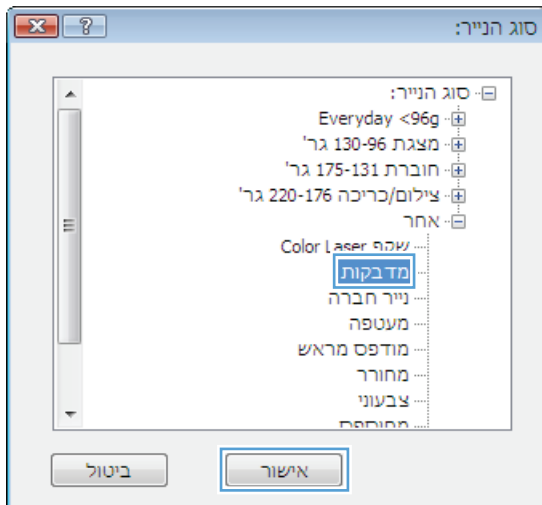 סוג הנייר:
סוג הנייר:
Everyday <96g
מצגת 130-96 גר'
חוברת 175-131 גר'
צילום/כריכה 220-176 גר'
אחר
שקף Color Laser
מדבקות
נייר חברה
מעטפה
מודפס מראש
מחורר
צבעוני
מחוספס
אישור
ביטול